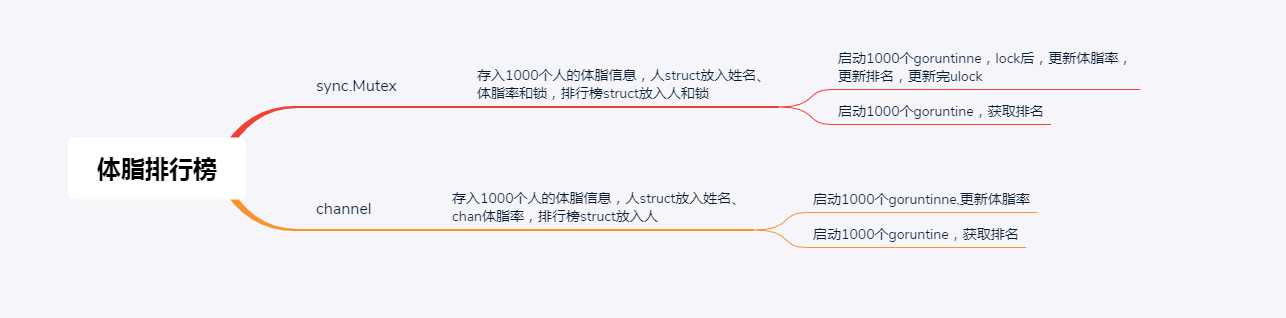 体脂排行榜
sync.Mutex
存入1000个人的体脂信息，人struct放入姓名、
体脂率和锁，排行榜struct放入人和锁
启动1000个goruntinne，lock后，更新体脂率，
更新排名，更新完ulock
启动1000个goruntine，获取排名
channel
存入1000个人的体脂信息，人struct放入姓名、
chan体脂率，排行榜struct放入人
启动1000个goruntinne,更新体脂率
启动1000个goruntine，获取排名